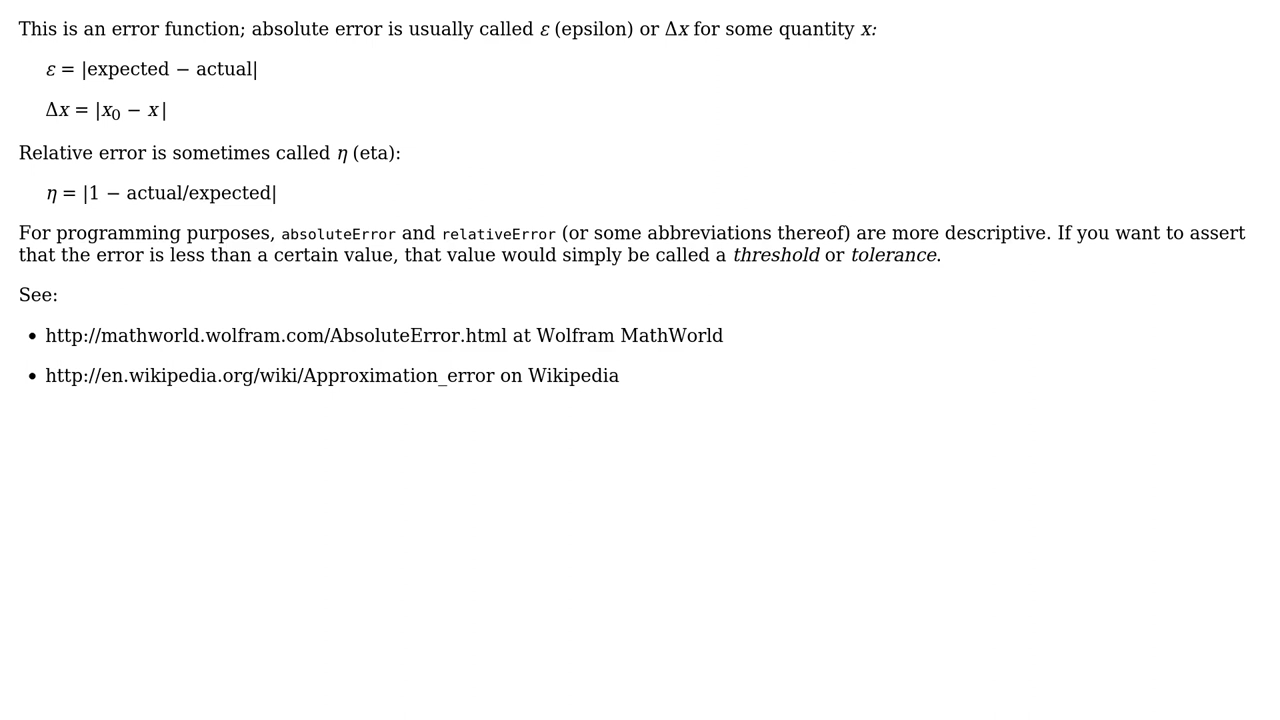 This is an error function; absolute error is usually called ε (epsilon) or Δx for some quantity x:
ε = |expected − actual|
Δx = |x₀ − x|
Relative error is sometimes called η (eta):
η = |1 − actual/expected|
For programming purposes, absoluteError and relativeError (or some abbreviations thereof) are more descriptive. If you want to assert
that the error is less than a certain value, that value would simply be called a threshold or tolerance.
See:
• http://mathworld.wolfram.com/AbsoluteError.html at Wolfram MathWorld
• http://en.wikipedia.org/wiki/Approximation_error on Wikipedia